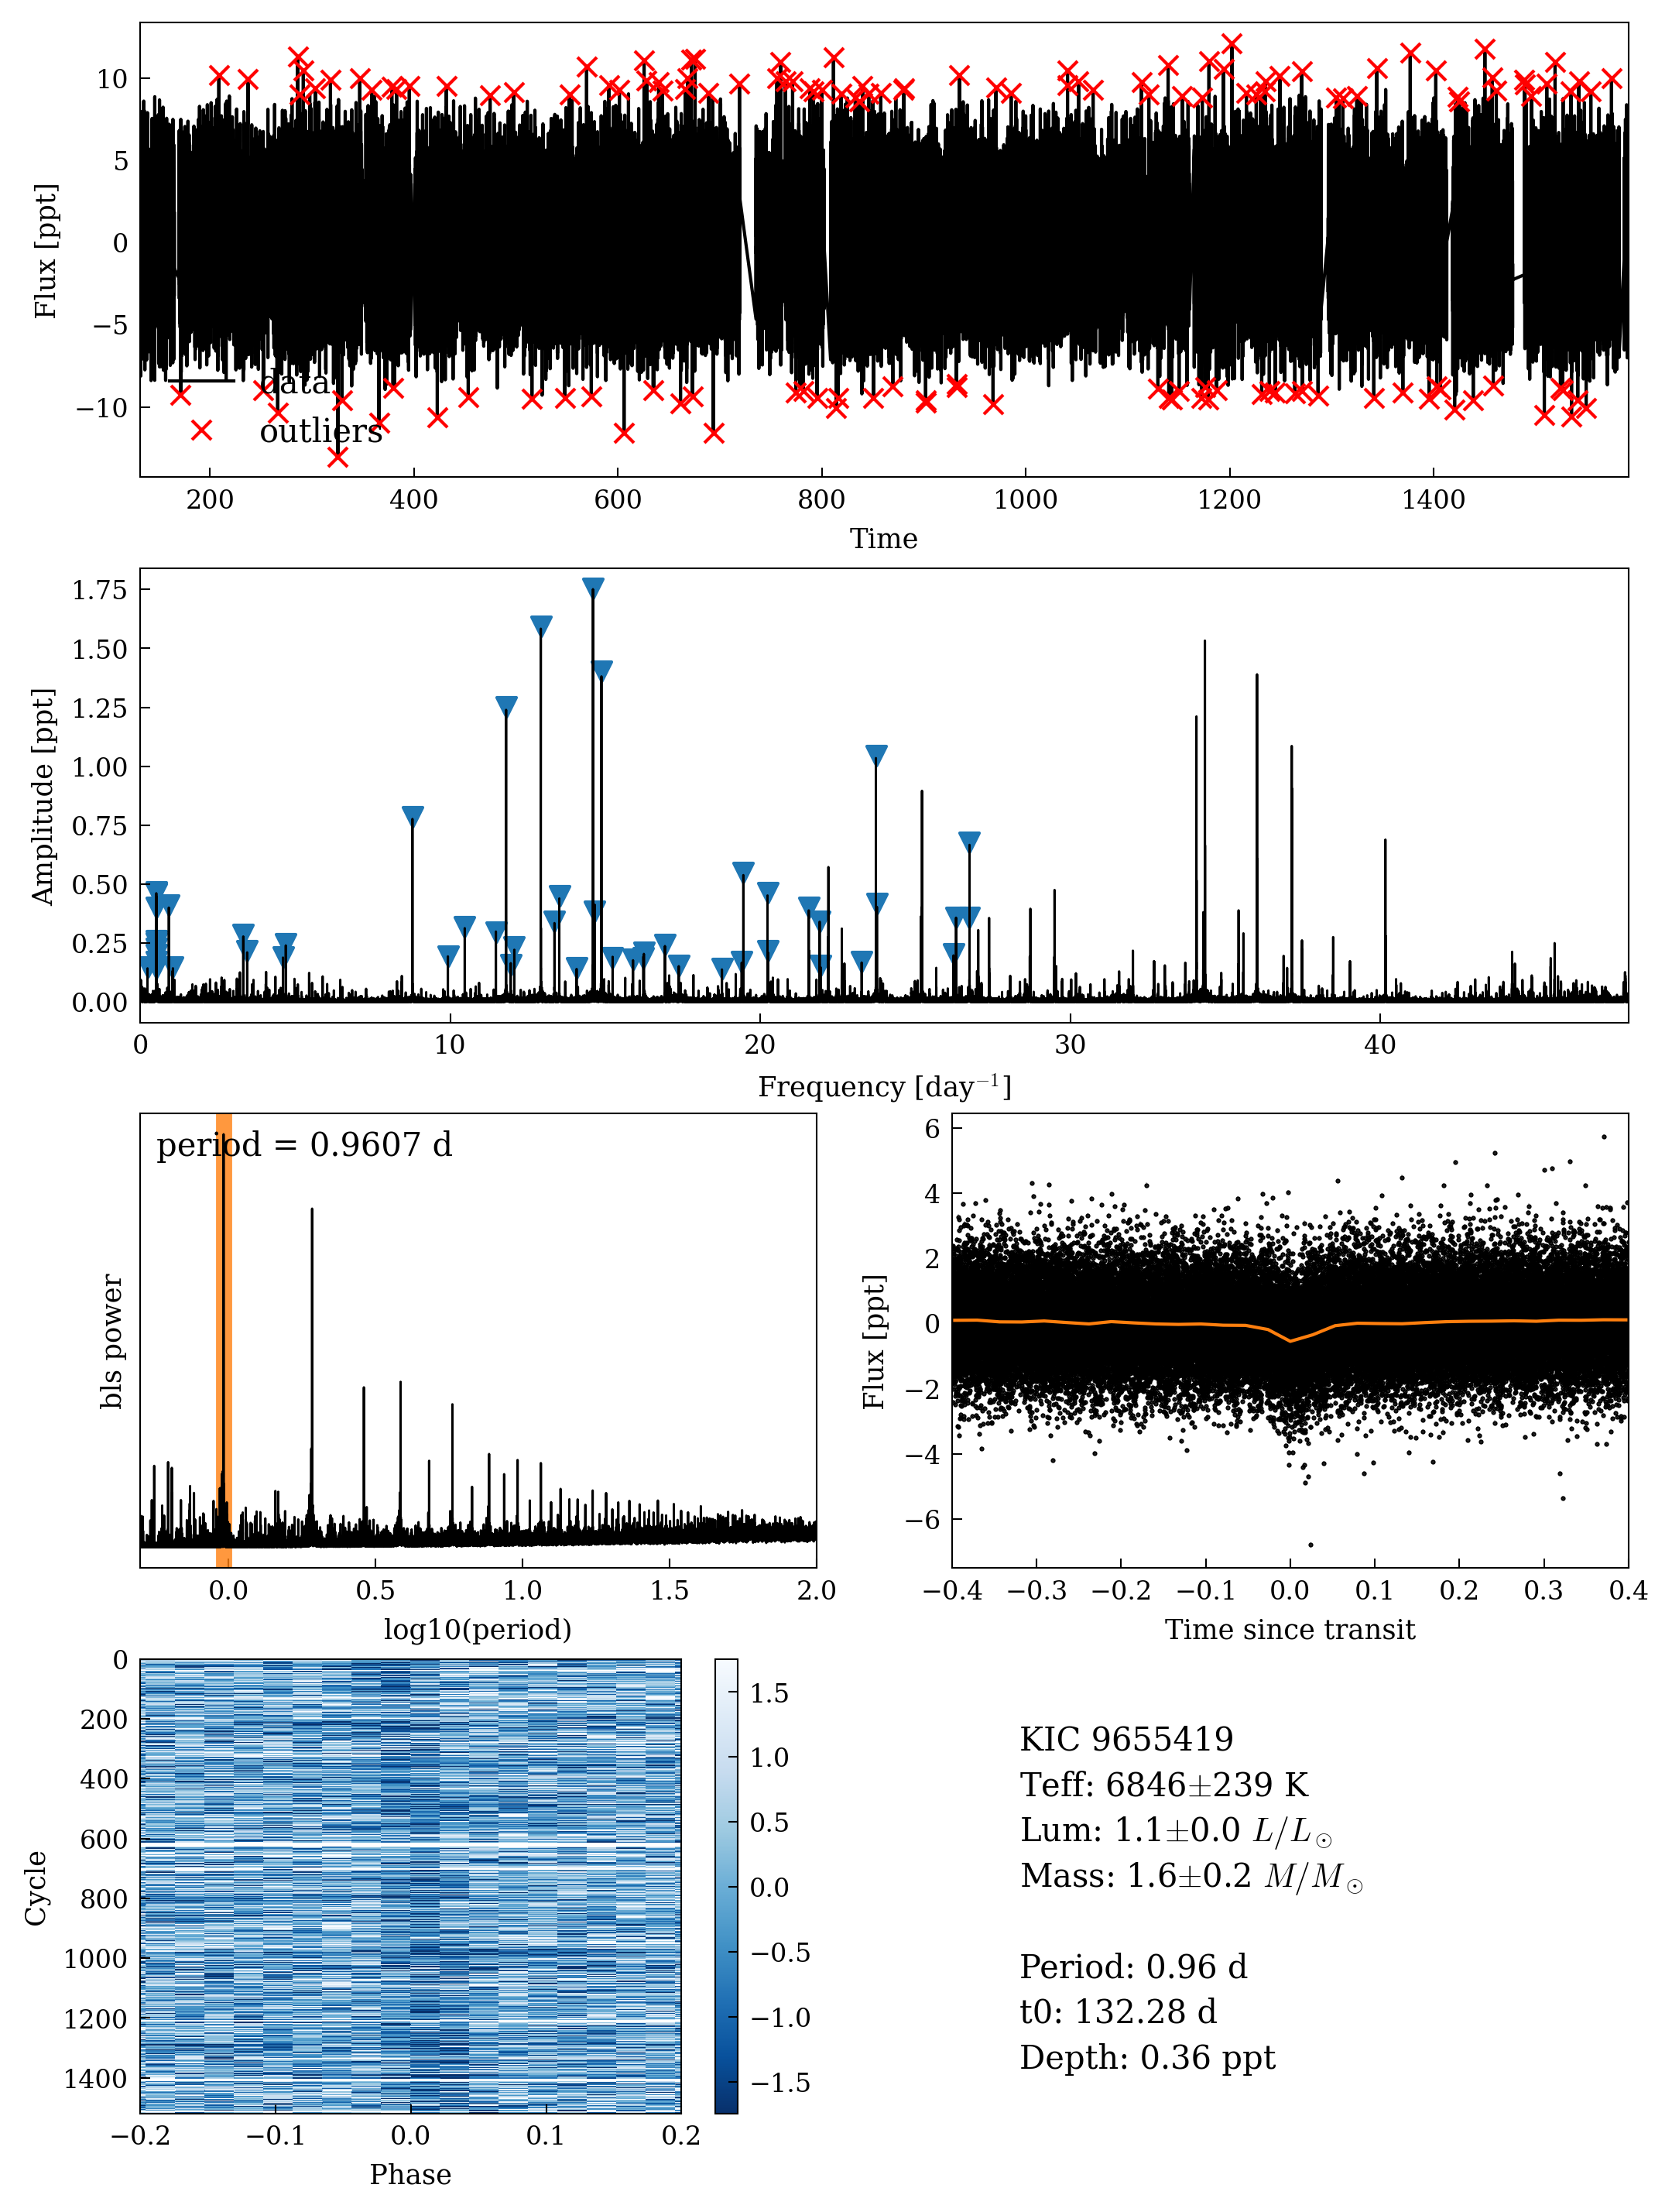 10
5
0
−5
−10
Flux [ppt]
data
outliers
200 400 600 800 1000 1200 1400
Time
1.75
1.50
1.25
1.00
0.75
0.50
0.25
0.00
Amplitude [ppt]
0 10 20 30 40
Frequency [day⁻¹]
period = 0.9607 d
bls power
0.0 0.5 1.0 1.5 2.0
log10(period)
6
4
2
0
−2
−4
−6
Flux [ppt]
−0.4 −0.3 −0.2 −0.1 0.0 0.1 0.2 0.3 0.4
Time since transit
0
200
400
600
800
1000
1200
1400
Cycle
−0.2 −0.1 0.0 0.1 0.2
Phase
1.5
1.0
0.5
0.0
−0.5
−1.0
−1.5
KIC 9655419
Teff: 6846±239 K
Lum: 1.1±0.0 L/L☉
Mass: 1.6±0.2 M/M☉
Period: 0.96 d
t0: 132.28 d
Depth: 0.36 ppt